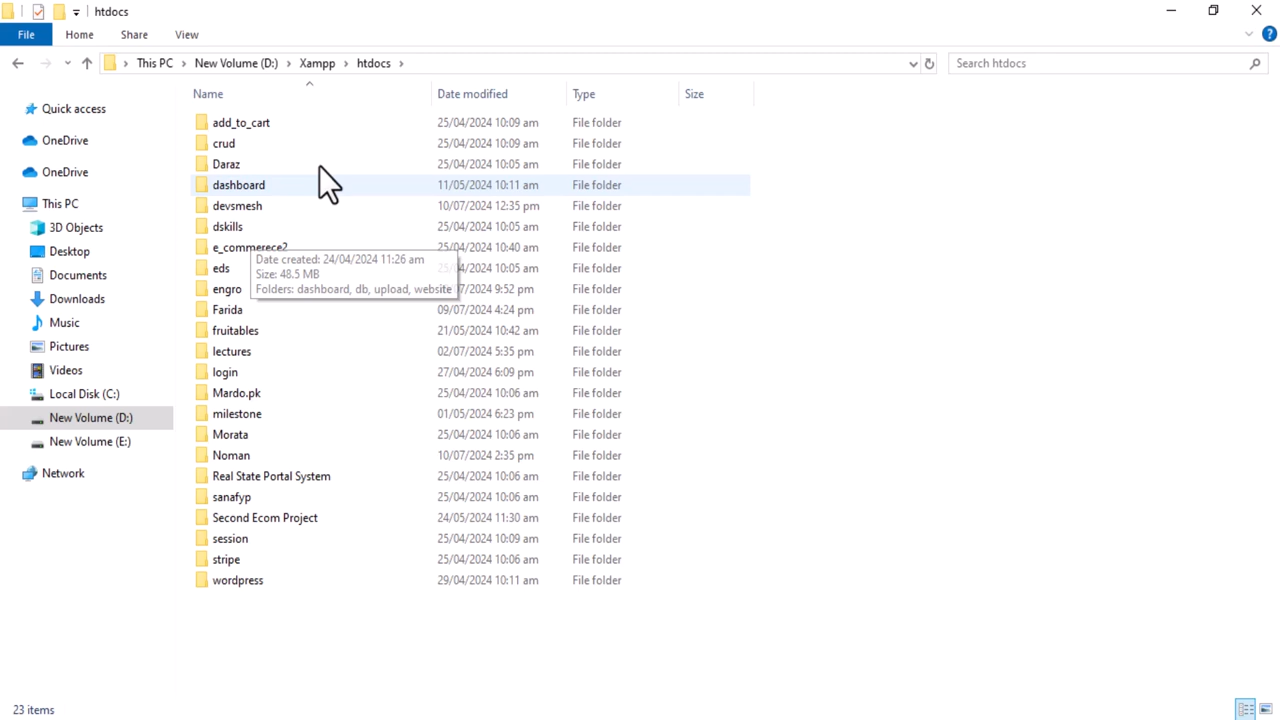 htdocs
File Home Share View
This PC New Volume (D:) Xampp htdocs Search htdocs
Name Date modified Type Size
Quick access
OneDrive
OneDrive
This PC
3D Objects
Desktop
Documents
Downloads
Music
Pictures
Videos
Local Disk (C:)
New Volume (D:)
New Volume (E:)
Network
add_to_cart 25/04/2024 10:09 am File folder
crud 25/04/2024 10:09 am File folder
Daraz 25/04/2024 10:05 am File folder
dashboard 11/05/2024 10:11 am File folder
devsmesh 10/07/2024 12:35 pm File folder
dskills 25/04/2024 10:05 am File folder
e_commerece2 25/04/2024 10:40 am File folder
eds 10:05 am File folder
engro 9:52 pm File folder
Date created: 24/04/2024 11:26 am
Size: 48.5 MB
Folders: dashboard, db, upload, website
Farida 09/07/2024 4:24 pm File folder
fruitables 21/05/2024 10:42 am File folder
lectures 02/07/2024 5:35 pm File folder
login 27/04/2024 6:09 pm File folder
Mardo.pk 25/04/2024 10:06 am File folder
milestone 01/05/2024 6:23 pm File folder
Morata 25/04/2024 10:06 am File folder
Noman 10/07/2024 2:35 pm File folder
Real State Portal System 25/04/2024 10:06 am File folder
sanafyp 25/04/2024 10:06 am File folder
Second Ecom Project 24/05/2024 11:30 am File folder
session 25/04/2024 10:09 am File folder
stripe 25/04/2024 10:06 am File folder
wordpress 29/04/2024 10:11 am File folder
23 items